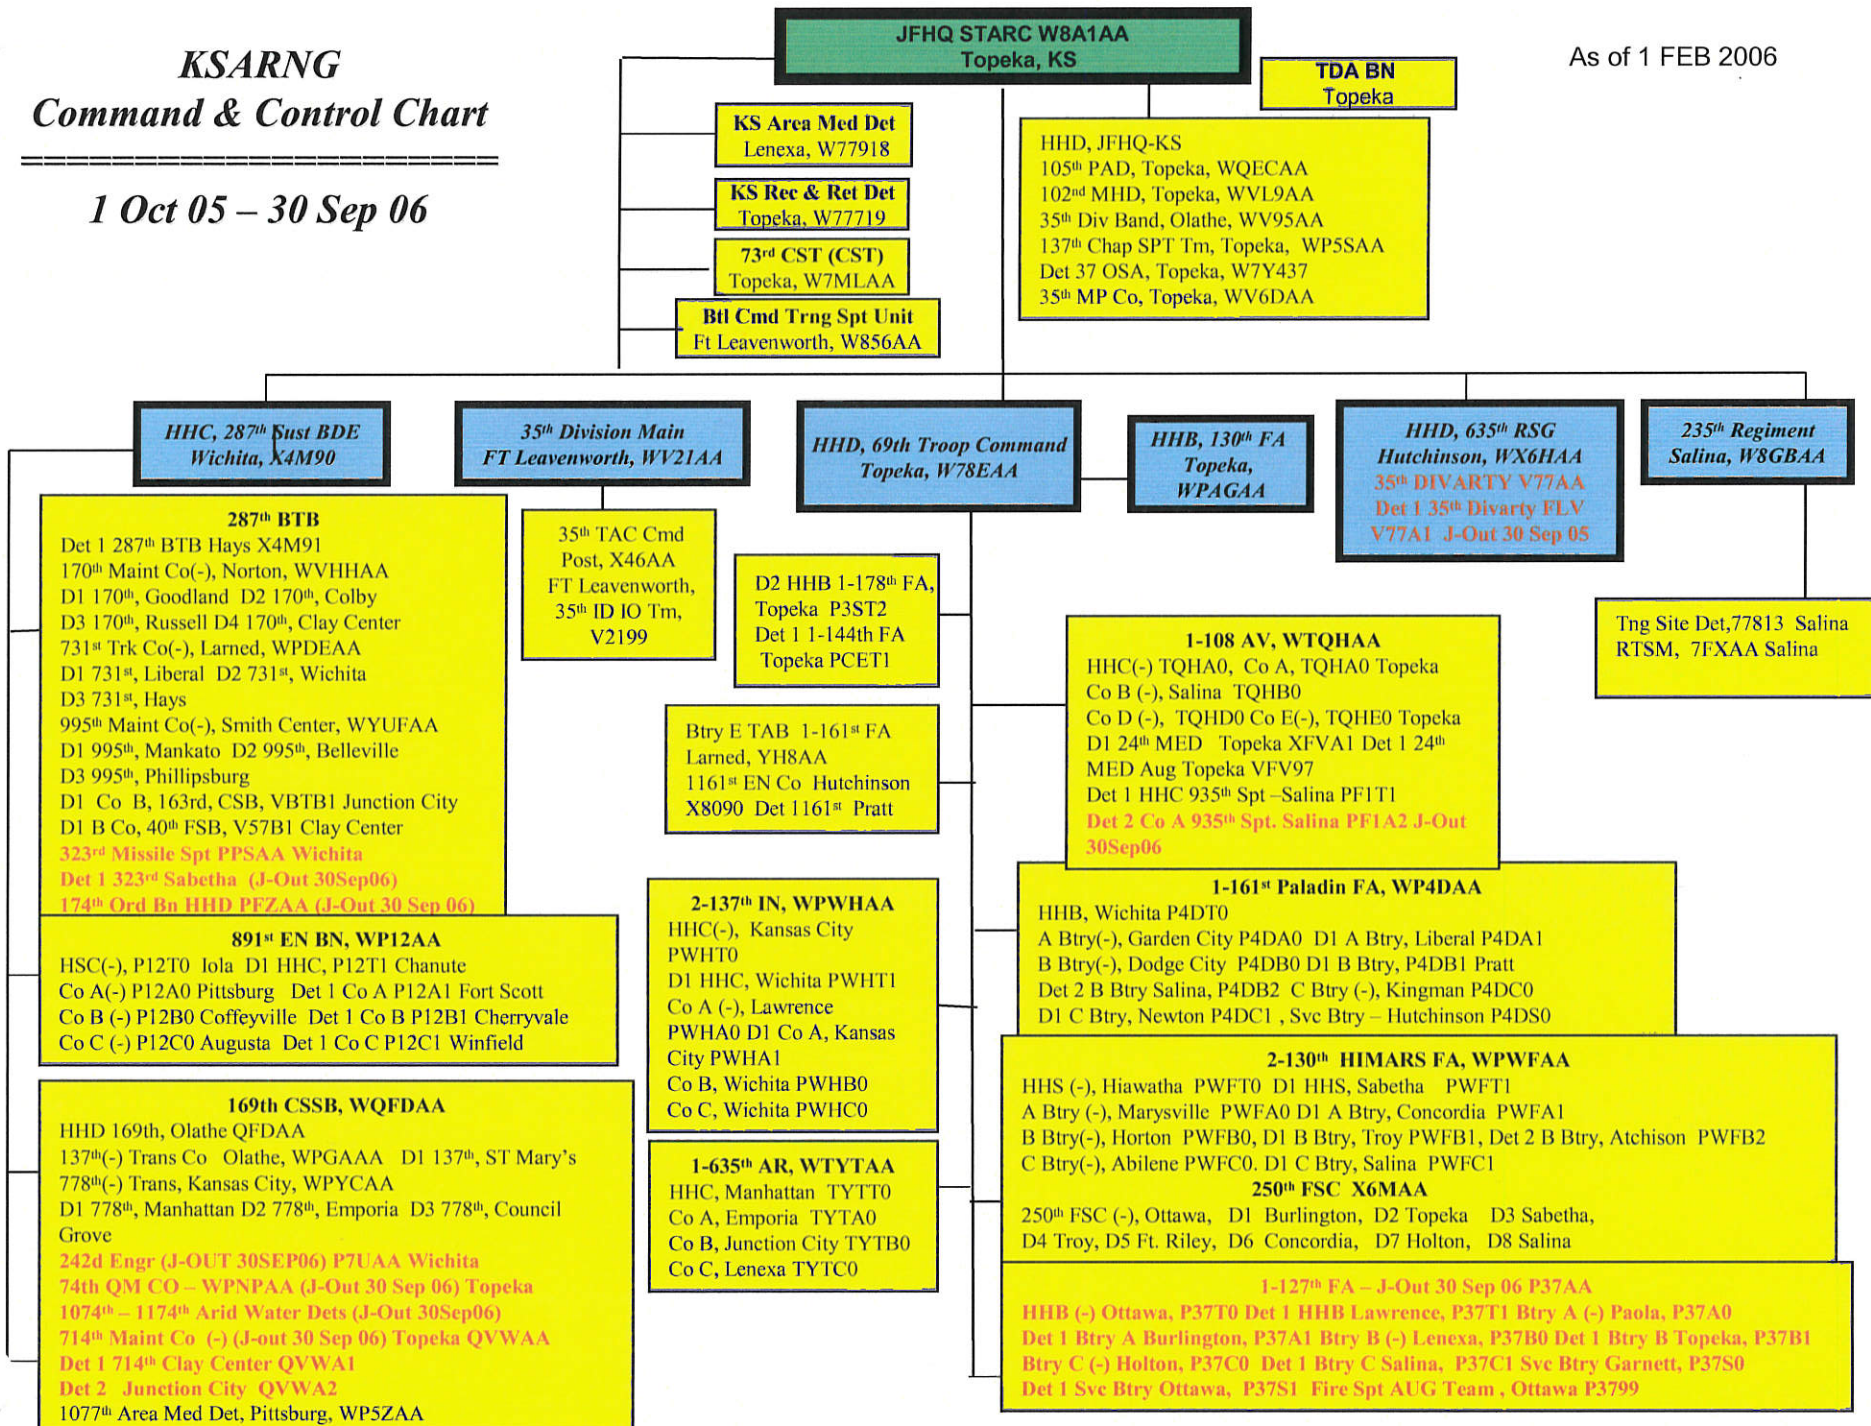 KSARNG
Command & Control Chart
1 Oct 05 – 30 Sep 06
JFHQ STARC W8A1AA
Topeka, KS
As of 1 FEB 2006
TDA BN
Topeka
KS Area Med Det
Lenexa, W77918
KS Rec & Ret Det
Topeka, W77719
73rd CST (CST)
Topeka, W7MLAA
Btl Cmd Trng Spt Unit
Ft Leavenworth, W856AA
HHD, JFHQ-KS
105th PAD, Topeka, WQECAA
102nd MHD, Topeka, WVL9AA
35th Div Band, Olathe, WV95AA
137th Chap SPT Tm, Topeka, WP5SAA
Det 37 OSA, Topeka, W7Y437
35th MP Co, Topeka, WV6DAA
HHC, 287th Sust BDE
Wichita, X4M90
35th Division Main
FT Leavenworth, WV21AA
HHD, 69th Troop Command
Topeka, W78EAA
HHB, 130th FA
Topeka,
WPAGAA
HHD, 635th RSG
Hutchinson, WX6HAA
35th DIVARTY V77AA
Det 1 35th Divarty FLV
V77A1 J-Out 30 Sep 05
235th Regiment
Salina, W8GBAA
287th BTB
Det 1 287th BTB Hays X4M91
170th Maint Co(-), Norton, WVHHAA
D1 170th, Goodland D2 170th, Colby
D3 170th, Russell D4 170th, Clay Center
731st Trk Co(-), Larned, WPDEAA
D1 731st, Liberal D2 731st, Wichita
D3 731st, Hays
995th Maint Co(-), Smith Center, WYUFAA
D1 995th, Mankato D2 995th, Belleville
D3 995th, Phillipsburg
D1 Co B, 163rd, CSB, VBTB1 Junction City
D1 B Co, 40th FSB, V57B1 Clay Center
323rd Missile Spt PPSAA Wichita
Det 1 323rd Sabetha (J-Out 30Sep06)
174th Ord Bn HHD PFZAA (J-Out 30 Sep 06)
891st EN BN, WP12AA
HSC(-), P12T0 Iola D1 HHC, P12T1 Chanute
Co A(-) P12A0 Pittsburg Det 1 Co A P12A1 Fort Scott
Co B (-) P12B0 Coffeyville Det 1 Co B P12B1 Cherryvale
Co C (-) P12C0 Augusta Det 1 Co C P12C1 Winfield
169th CSSB, WQFDAA
HHD 169th, Olathe QFDAA
137th(-) Trans Co Olathe, WPGAAA D1 137th, ST Mary's
778th(-) Trans, Kansas City, WPYCAA
D1 778th, Manhattan D2 778th, Emporia D3 778th, Council
Grove
242d Engr (J-OUT 30SEP06) P7UAA Wichita
74th QM CO – WPNPAA (J-Out 30 Sep 06) Topeka
1074th – 1174th Arid Water Dets (J-Out 30Sep06)
714th Maint Co (-) (J-out 30 Sep 06) Topeka QVWAA
Det 1 714th Clay Center QVWA1
Det 2 Junction City QVWA2
1077th Area Med Det, Pittsburg, WP5ZAA
35th TAC Cmd
Post, X46AA
FT Leavenworth,
35th ID IO Tm,
V2199
D2 HHB 1-178th FA,
Topeka P3ST2
Det 1 1-144th FA
Topeka PCET1
Btry E TAB 1-161st FA
Larned, YH8AA
1161st EN Co Hutchinson
X8090 Det 1161st Pratt
2-137th IN, WPWHAA
HHC(-), Kansas City
PWHT0
D1 HHC, Wichita PWHT1
Co A (-), Lawrence
PWHA0 D1 Co A, Kansas
City PWHA1
Co B, Wichita PWHB0
Co C, Wichita PWHC0
1-635th AR, WTYTAA
HHC, Manhattan TYTT0
Co A, Emporia TYTA0
Co B, Junction City TYTB0
Co C, Lenexa TYTC0
1-108 AV, WTQHAA
HHC(-) TQHA0, Co A, TQHA0 Topeka
Co B (-), Salina TQHB0
Co D (-), TQHD0 Co E(-), TQHE0 Topeka
D1 24th MED Topeka XFVA1 Det 1 24th
MED Aug Topeka VFV97
Det 1 HHC 935th Spt –Salina PF1T1
Det 2 Co A 935th Spt. Salina PF1A2 J-Out
30Sep06
1-161st Paladin FA, WP4DAA
HHB, Wichita P4DT0
A Btry(-), Garden City P4DA0 D1 A Btry, Liberal P4DA1
B Btry(-), Dodge City P4DB0 D1 B Btry, P4DB1 Pratt
Det 2 B Btry Salina, P4DB2 C Btry (-), Kingman P4DC0
D1 C Btry, Newton P4DC1 , Svc Btry – Hutchinson P4DS0
2-130th HIMARS FA, WPWFAA
HHS (-), Hiawatha PWFT0 D1 HHS, Sabetha PWFT1
A Btry (-), Marysville PWFA0 D1 A Btry, Concordia PWFA1
B Btry(-), Horton PWFB0, D1 B Btry, Troy PWFB1, Det 2 B Btry, Atchison PWFB2
C Btry(-), Abilene PWFC0. D1 C Btry, Salina PWFC1
250th FSC X6MAA
250th FSC (-), Ottawa, D1 Burlington, D2 Topeka D3 Sabetha,
D4 Troy, D5 Ft. Riley, D6 Concordia, D7 Holton, D8 Salina
1-127th FA – J-Out 30 Sep 06 P37AA
HHB (-) Ottawa, P37T0 Det 1 HHB Lawrence, P37T1 Btry A (-) Paola, P37A0
Det 1 Btry A Burlington, P37A1 Btry B (-) Lenexa, P37B0 Det 1 Btry B Topeka, P37B1
Btry C (-) Holton, P37C0 Det 1 Btry C Salina, P37C1 Svc Btry Garnett, P37S0
Det 1 Svc Btry Ottawa, P37S1 Fire Spt AUG Team , Ottawa P3799
Tng Site Det,77813 Salina
RTSM, 7FXAA Salina